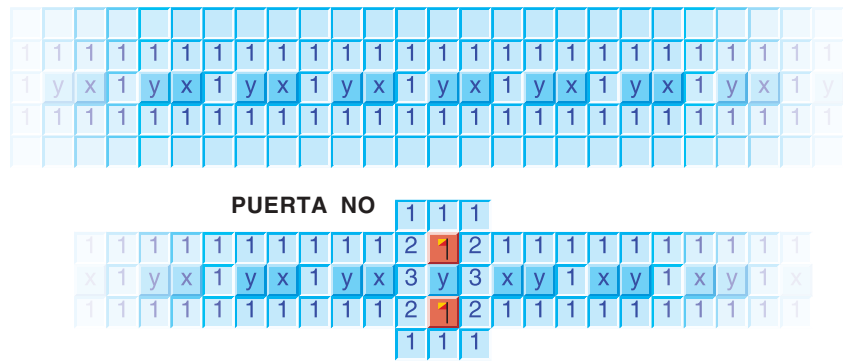 1 1 1 1 1 1 1 1 1 1 1 1 1 1 1 1 1 1 1 1 1 1 1 1 1 1
1 y x 1 y x 1 y x 1 y x 1 y x 1 y x 1 y x 1 y x 1 y
1 1 1 1 1 1 1 1 1 1 1 1 1 1 1 1 1 1 1 1 1 1 1 1 1 1
PUERTA NO
1 1 1
1 1 1 1 1 1 1 1 1 1 2 2 1 1 1 1 1 1 1 1 1 1
x 1 y x 1 y x 1 y x 3 y 3 x y 1 x y 1 x y 1 x
1 1 1 1 1 1 1 1 1 1 2 2 1 1 1 1 1 1 1 1 1 1
1 1 1